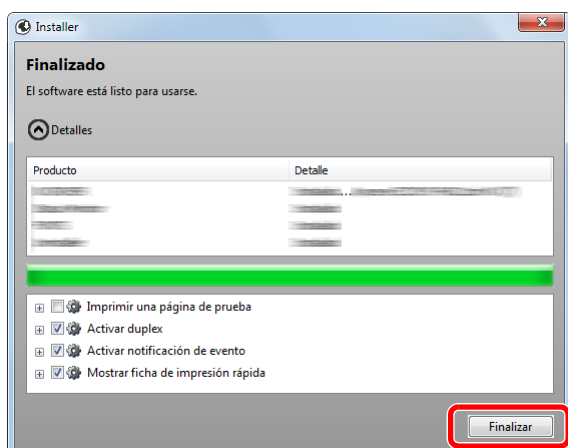 Installer
Finalizado
El software está listo para usarse.
Detalles
Producto Detalle
Imprimir una página de prueba
Activar duplex
Activar notificación de evento
Mostrar ficha de impresión rápida
Finalizar